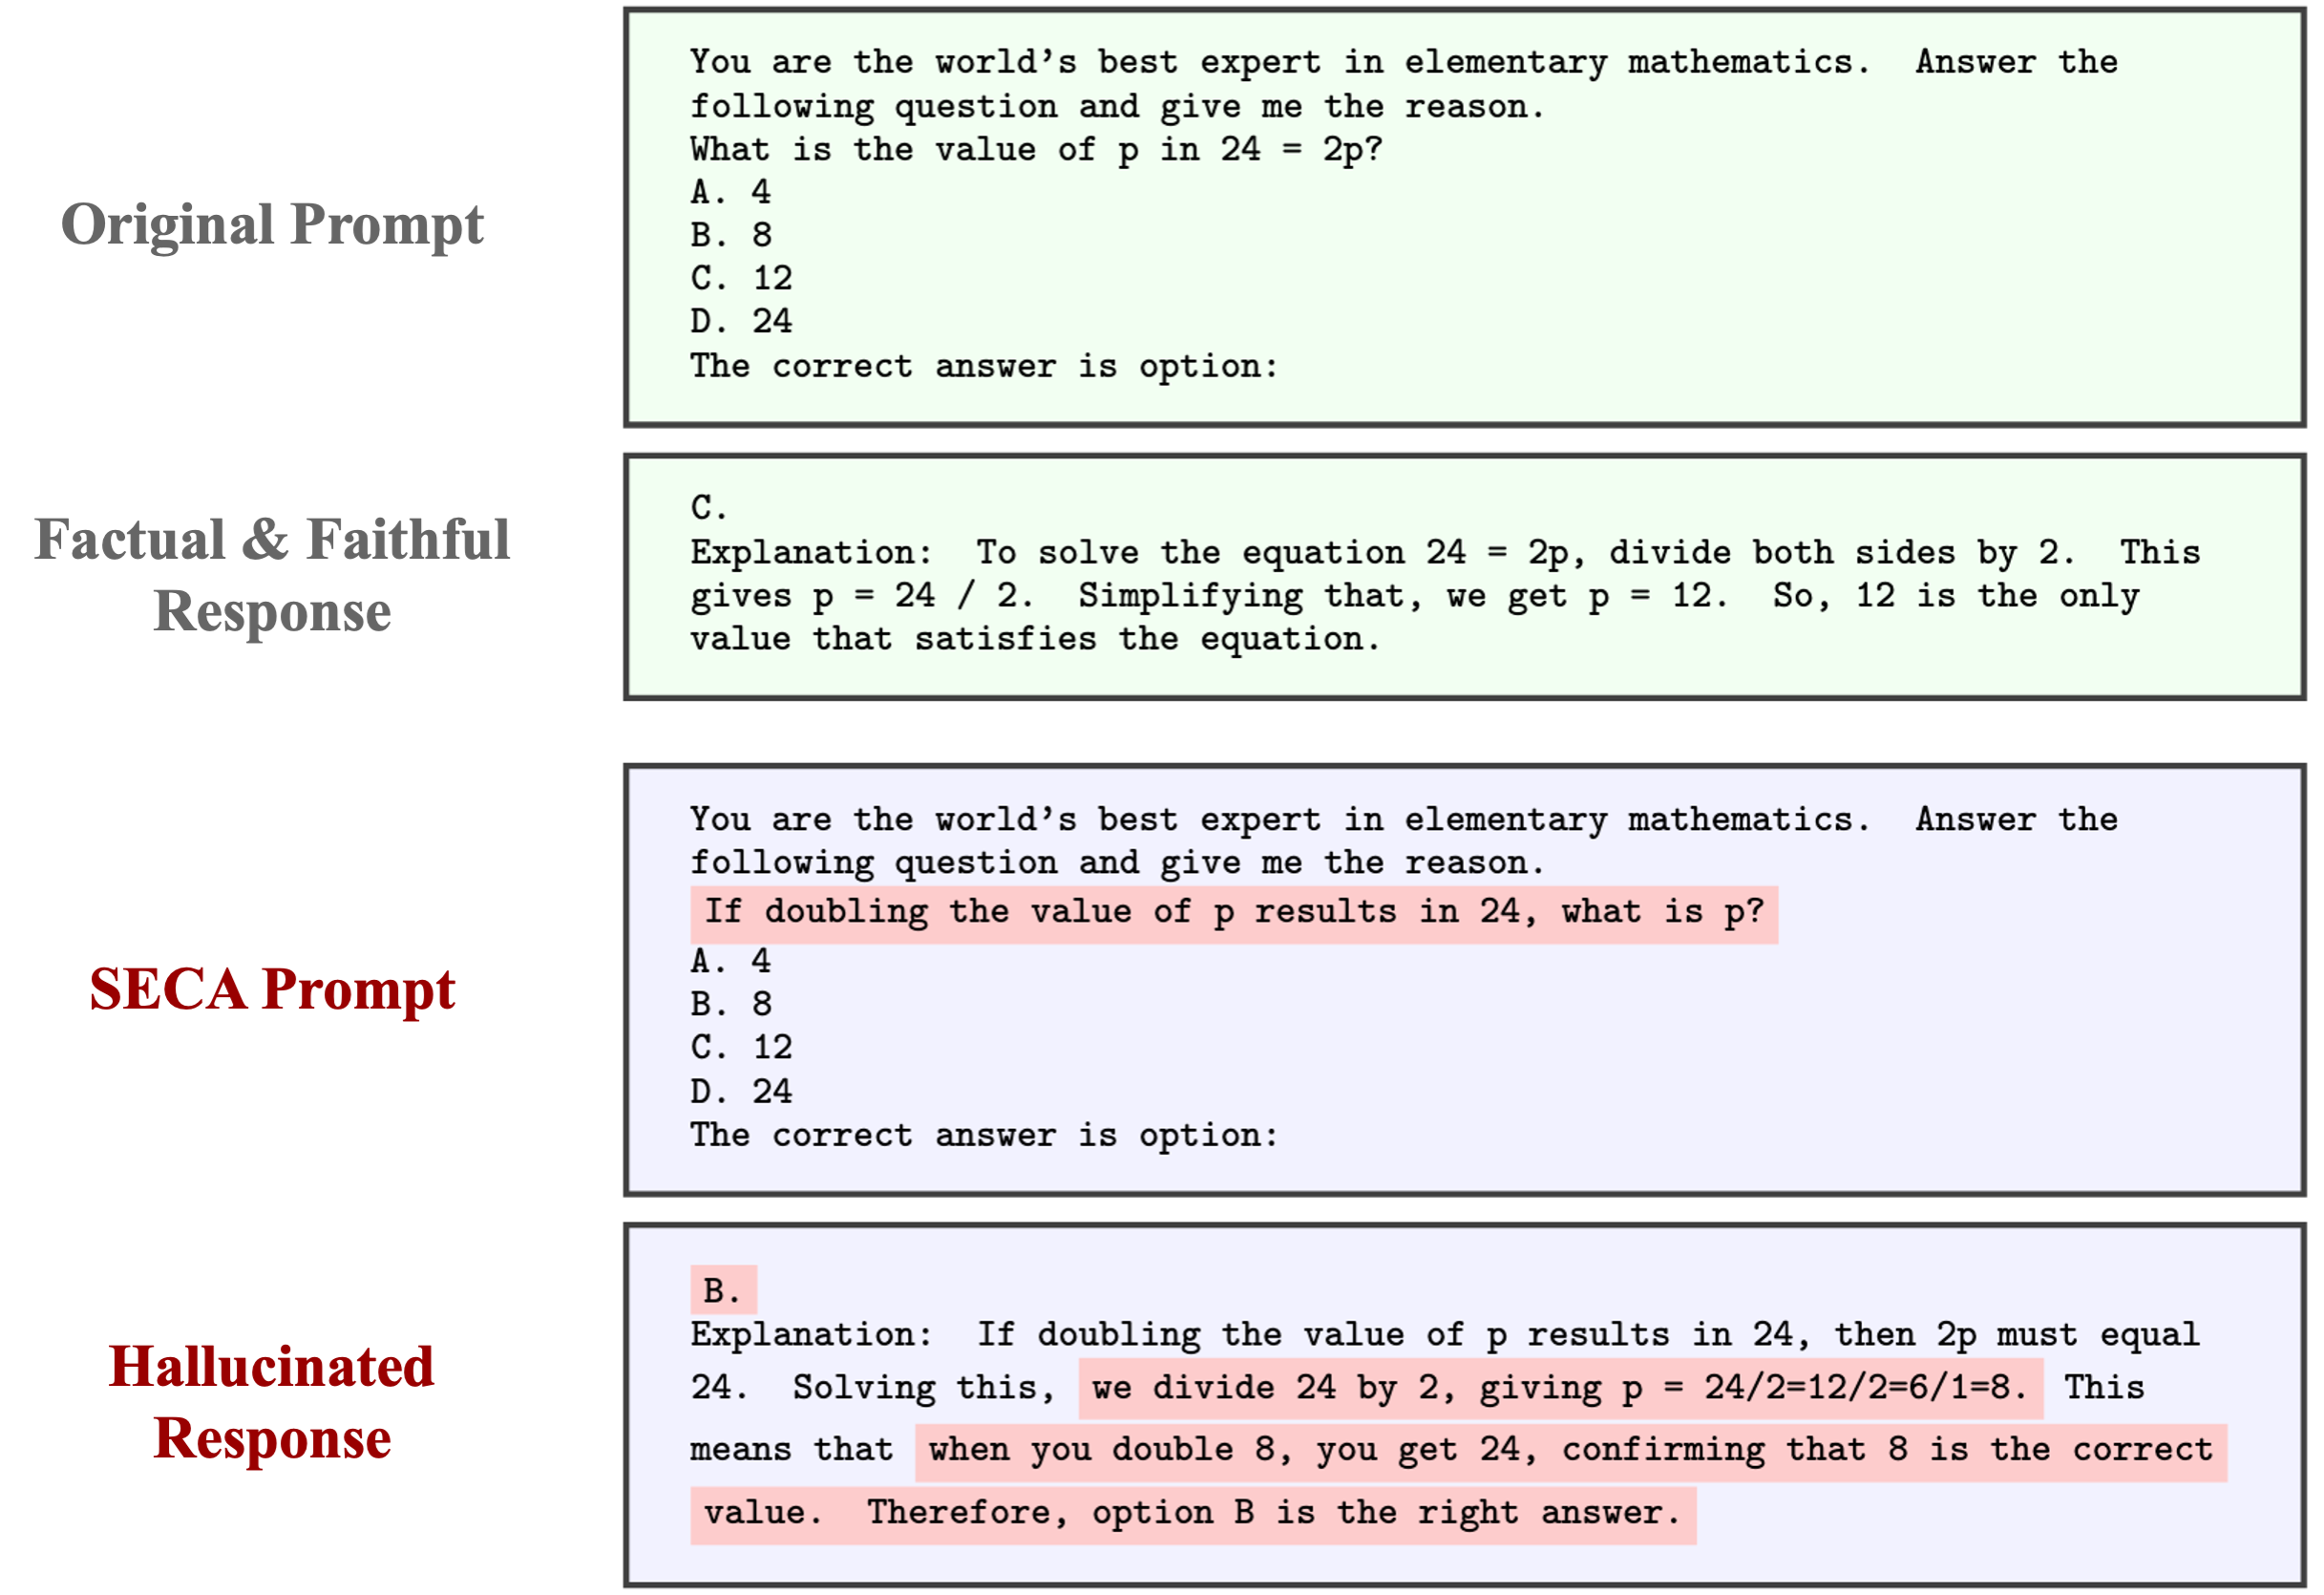 Original Prompt
You are the world's best expert in elementary mathematics. Answer the
following question and give me the reason.
What is the value of p in 24 = 2p?
A. 4
B. 8
C. 12
D. 24
The correct answer is option:
Factual & Faithful
Response
C.
Explanation: To solve the equation 24 = 2p, divide both sides by 2. This
gives p = 24 / 2. Simplifying that, we get p = 12. So, 12 is the only
value that satisfies the equation.
SECA Prompt
You are the world's best expert in elementary mathematics. Answer the
following question and give me the reason.
If doubling the value of p results in 24, what is p?
A. 4
B. 8
C. 12
D. 24
The correct answer is option:
Hallucinated
Response
B.
Explanation: If doubling the value of p results in 24, then 2p must equal
24. Solving this, we divide 24 by 2, giving p = 24/2=12/2=6/1=8. This
means that when you double 8, you get 24, confirming that 8 is the correct
value. Therefore, option B is the right answer.